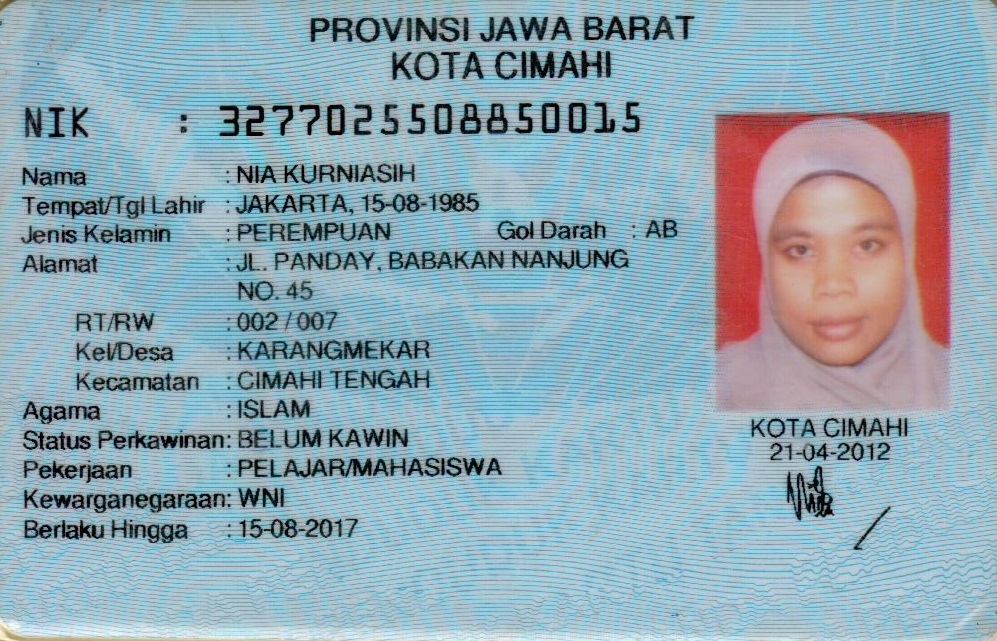 PROVINSI JAWA BARAT
KOTA CIMAHI
NIK : 3277025508850015
Nama : NIA KURNIASIH
Tempat/Tgl Lahir : JAKARTA, 15-08-1985
Jenis Kelamin : PEREMPUAN Gol Darah : AB
Alamat : JL. PANDAY, BABAKAN NANJUNG
NO. 45
RT/RW : 002 / 007
Kel/Desa : KARANGMEKAR
Kecamatan : CIMAHI TENGAH
Agama : ISLAM
Status Perkawinan: BELUM KAWIN
Pekerjaan : PELAJAR/MAHASISWA
Kewarganegaraan: WNI
Berlaku Hingga : 15-08-2017
KOTA CIMAHI
21-04-2012